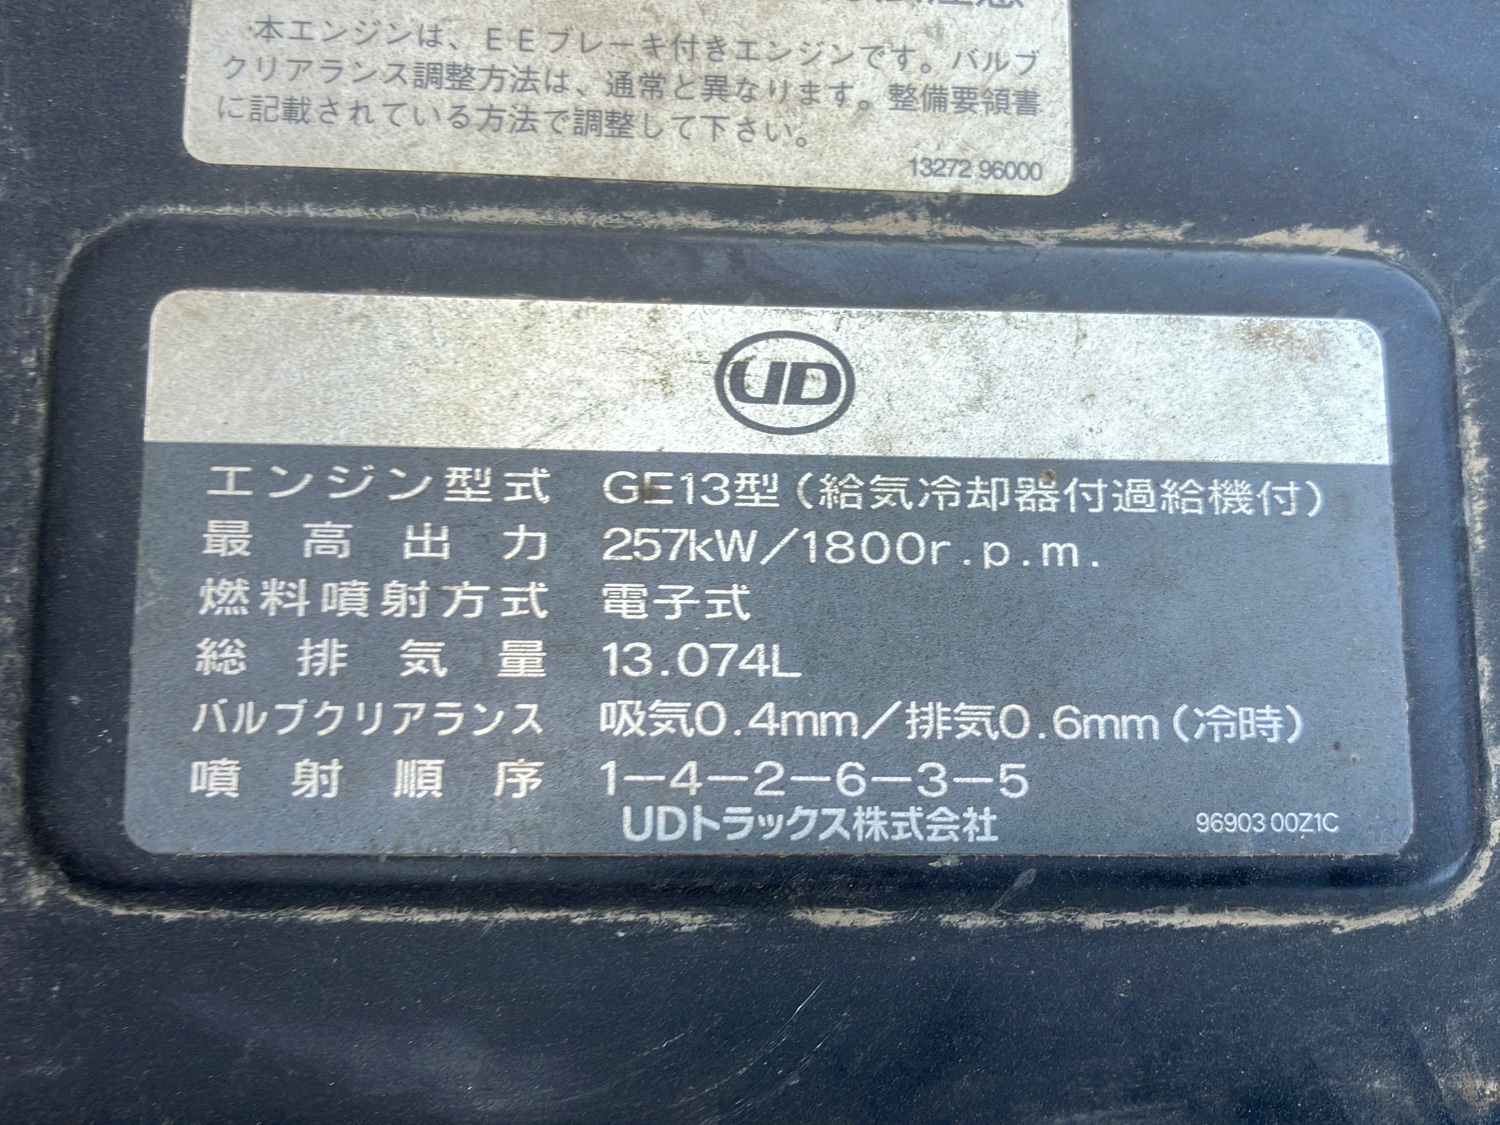 本エンジンは、EEブレーキ付きエンジンです。バルブ
クリアランス調整方法は、通常と異なります。整備要領書
に記載されている方法で調整して下さい。
13272 96000
UD
エンジン型式 GE13型(給気冷却器付過給機付)
最高出力 257kW/1800r.p.m.
燃料噴射方式 電子式
総排気量 13.074L
バルブクリアランス 吸気0.4mm/排気0.6mm(冷時)
噴射順序 1-4-2-6-3-5
UDトラックス株式会社
96903 00Z1C